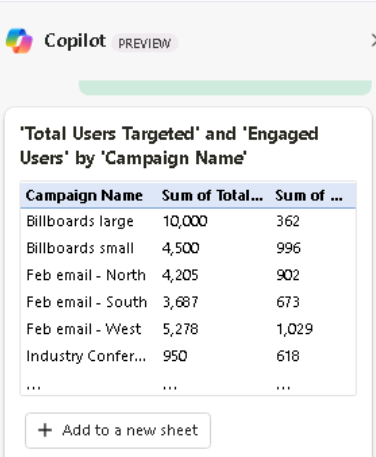 Copilot PREVIEW
'Total Users Targeted' and 'Engaged
Users' by 'Campaign Name'
Campaign Name Sum of Total... Sum of ...
Billboards large 10,000 362
Billboards small 4,500 996
Feb email - North 4,205 902
Feb email - South 3,687 673
Feb email - West 5,278 1,029
Industry Confer... 950 618
... ... ...
+ Add to a new sheet